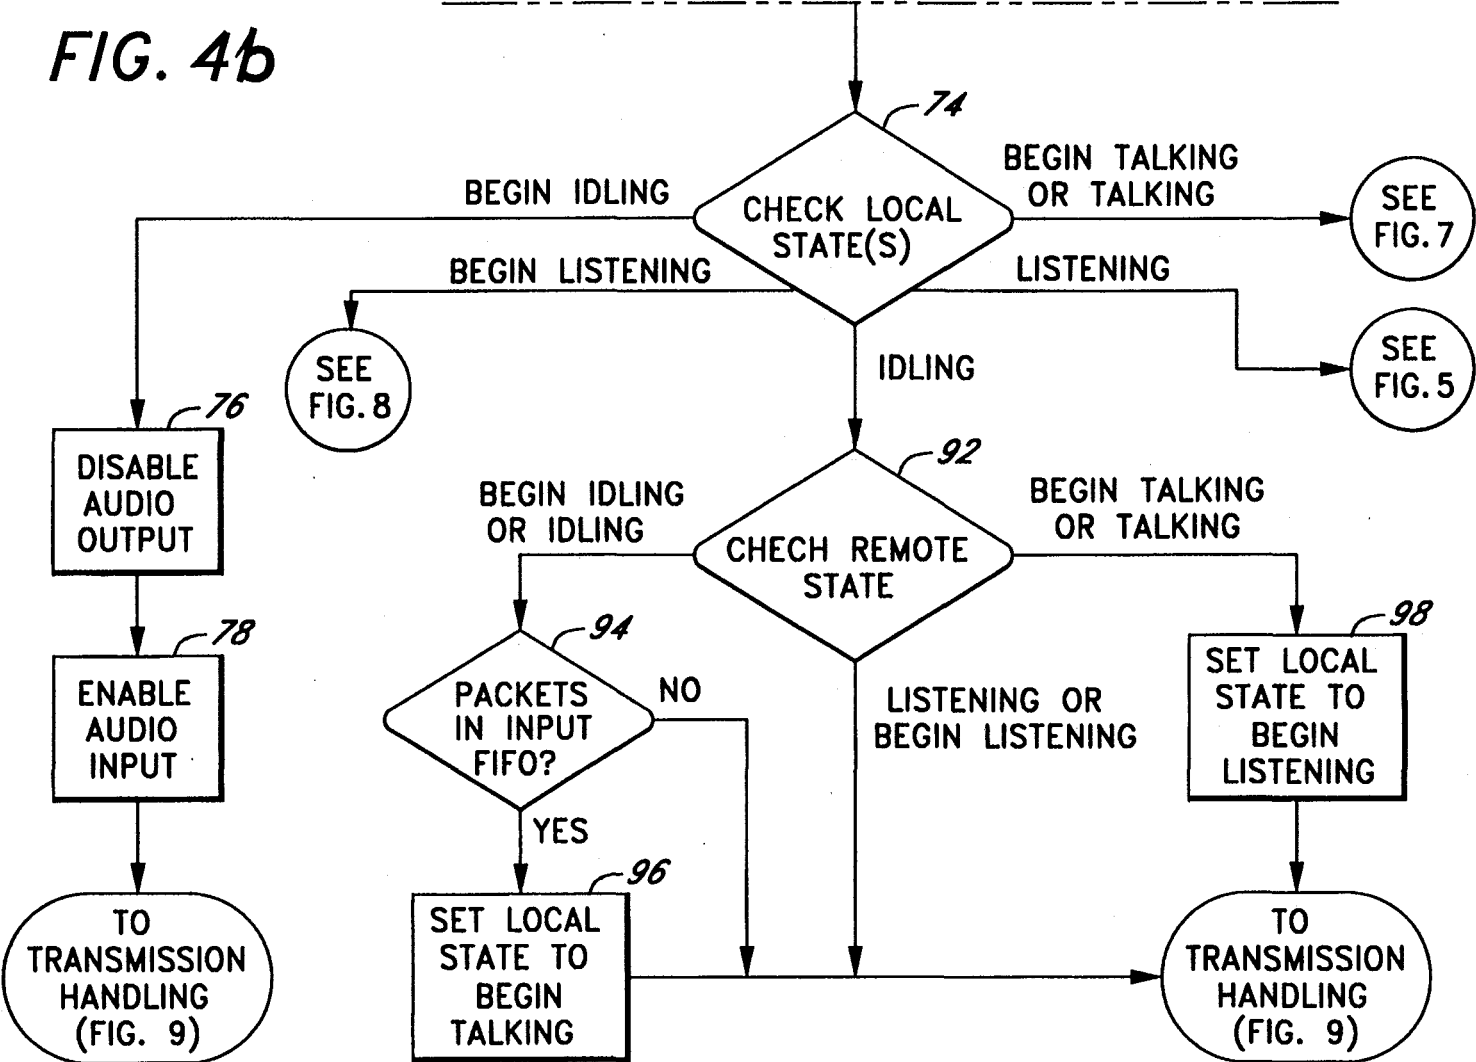 FIG. 4b
74
BEGIN IDLING
CHECK LOCAL
STATE(S)
BEGIN TALKING
OR TALKING
SEE
FIG. 7
BEGIN LISTENING
LISTENING
SEE
FIG. 8
IDLING
SEE
FIG. 5
76
DISABLE
AUDIO
OUTPUT
92
BEGIN IDLING
OR IDLING
CHECH REMOTE
STATE
BEGIN TALKING
OR TALKING
78
ENABLE
AUDIO
INPUT
94
PACKETS
IN INPUT
FIFO?
NO
YES
LISTENING OR
BEGIN LISTENING
98
SET LOCAL
STATE TO
BEGIN
LISTENING
96
SET LOCAL
STATE TO
BEGIN
TALKING
TO
TRANSMISSION
HANDLING
(FIG. 9)
TO
TRANSMISSION
HANDLING
(FIG. 9)